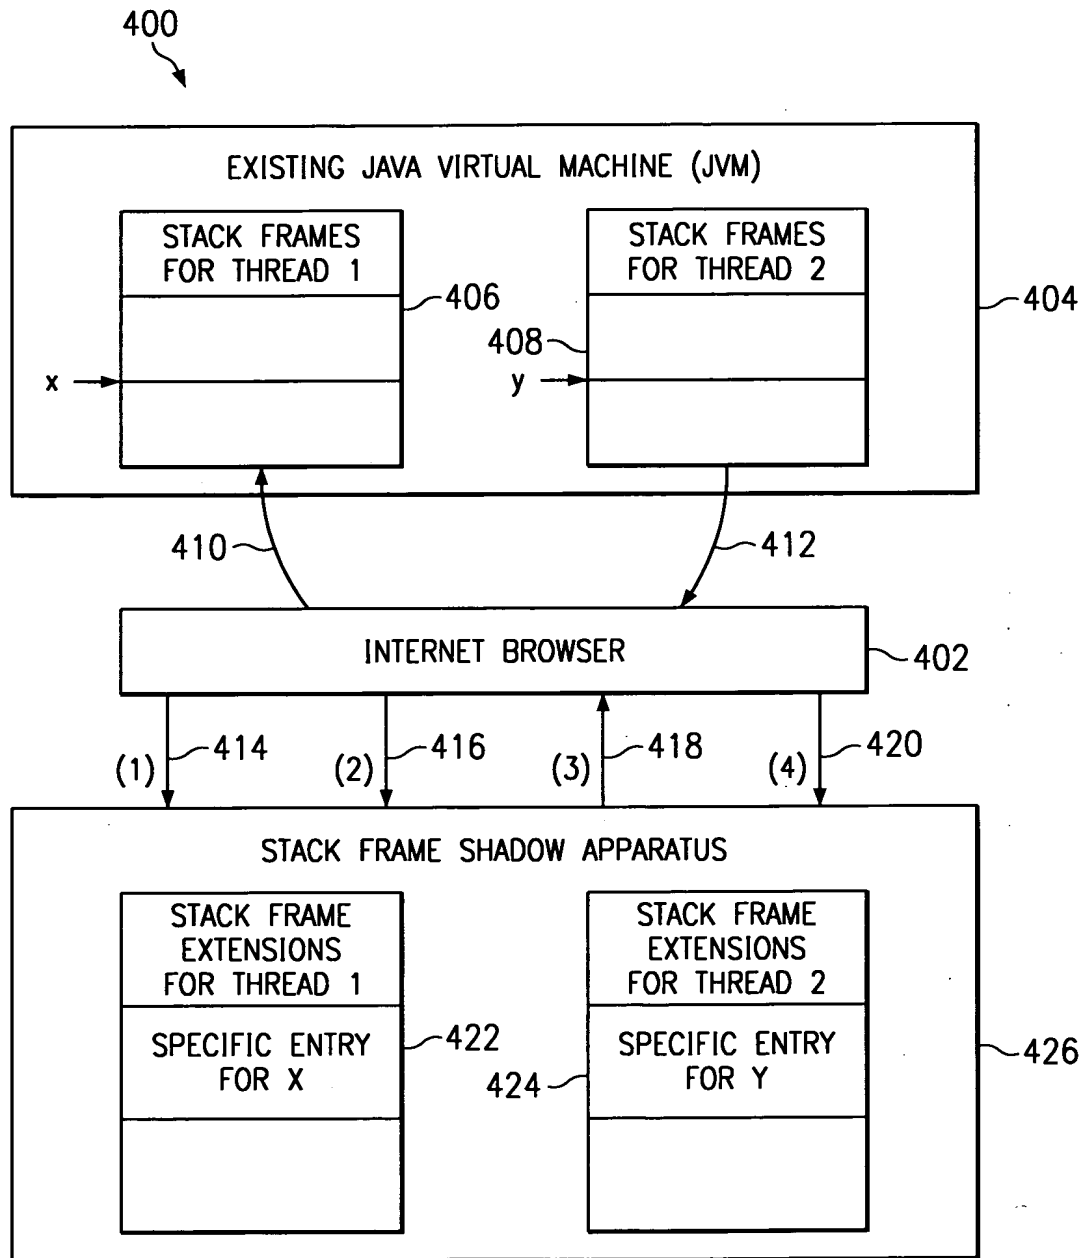 400
EXISTING JAVA VIRTUAL MACHINE (JVM)
STACK FRAMES
FOR THREAD 1
STACK FRAMES
FOR THREAD 2
406
404
408
x
y
410
412
INTERNET BROWSER
402
(1)
414
(2)
416
(3)
418
(4)
420
STACK FRAME SHADOW APPARATUS
STACK FRAME
EXTENSIONS
FOR THREAD 1
STACK FRAME
EXTENSIONS
FOR THREAD 2
SPECIFIC ENTRY
FOR X
422
SPECIFIC ENTRY
FOR Y
424
426